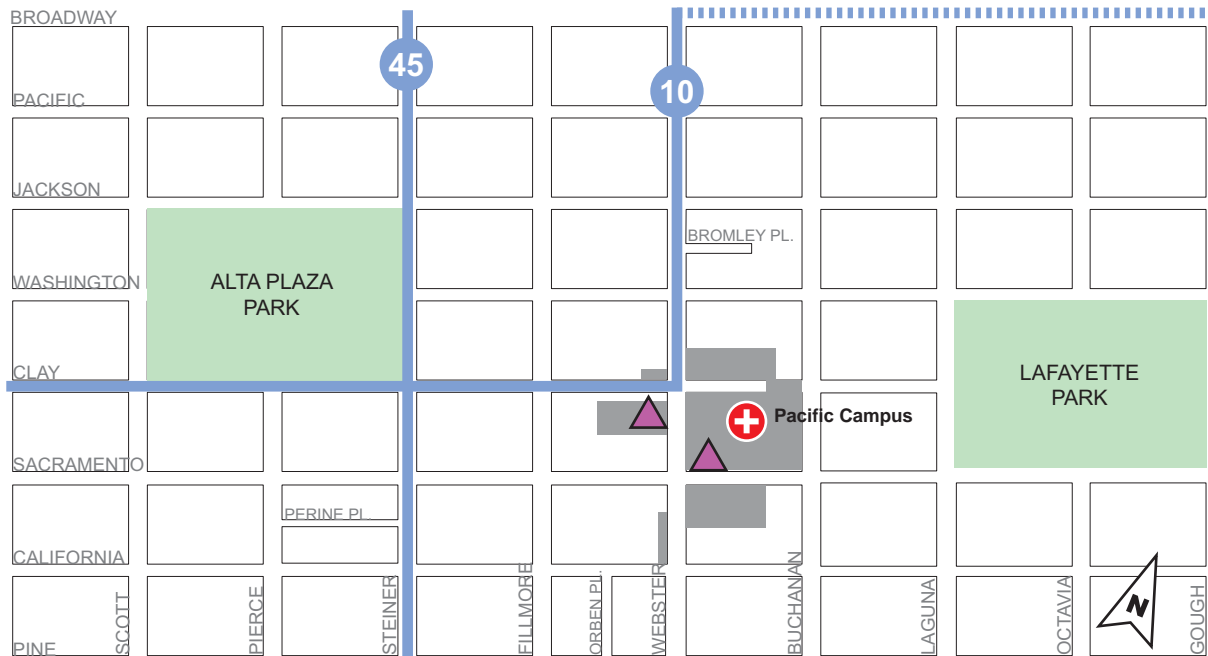 BROADWAY
45
10
PACIFIC
JACKSON
BROMLEY PL.
WASHINGTON
ALTA PLAZA
PARK
CLAY
LAFAYETTE
PARK
Pacific Campus
SACRAMENTO
PERINE PL.
CALIFORNIA
SCOTT
PIERCE
STEINER
FILLMORE
ORBEN PL.
WEBSTER
BUCHANAN
LAGUNA
OCTAVIA
N
GOUGH
PINE